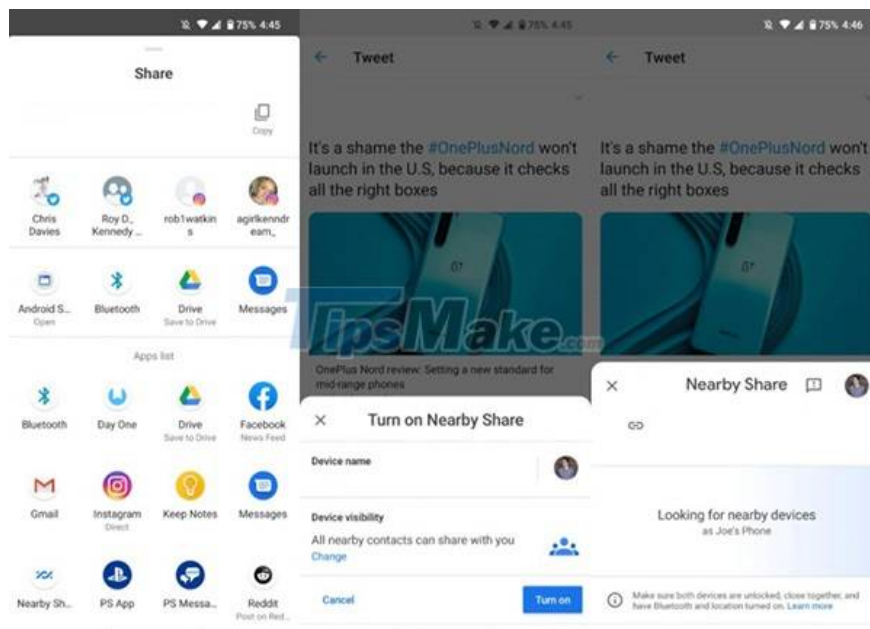 75% 4:45
Share
Copy
Chris Davies
Roy D., Kennedy ...
rob1watkins
agirlkenndream_
Android S...
Open
Bluetooth
Drive
Save to Drive
Messages
Apps list
Bluetooth
Day One
Drive
Save to Drive
Facebook
News Feed
Gmail
Instagram
Direct
Keep Notes
Messages
Nearby Sh...
PS App
PS Messa...
Reddit
Post on Red...
75% 4:45
Tweet
It's a shame the #OnePlusNord won't
launch in the U.S, because it checks
all the right boxes
OnePlus Nord review: Setting a new standard for
mid-range phones
Turn on Nearby Share
Device name
Device visibility
All nearby contacts can share with you
Change
Cancel
Turn on
75% 4:46
Tweet
It's a shame the #OnePlusNord won't
launch in the U.S, because it checks
all the right boxes
Nearby Share
Looking for nearby devices
as Joe's Phone
Make sure both devices are unlocked, close together, and
have Bluetooth and location turned on. Learn more
TipsMake.com